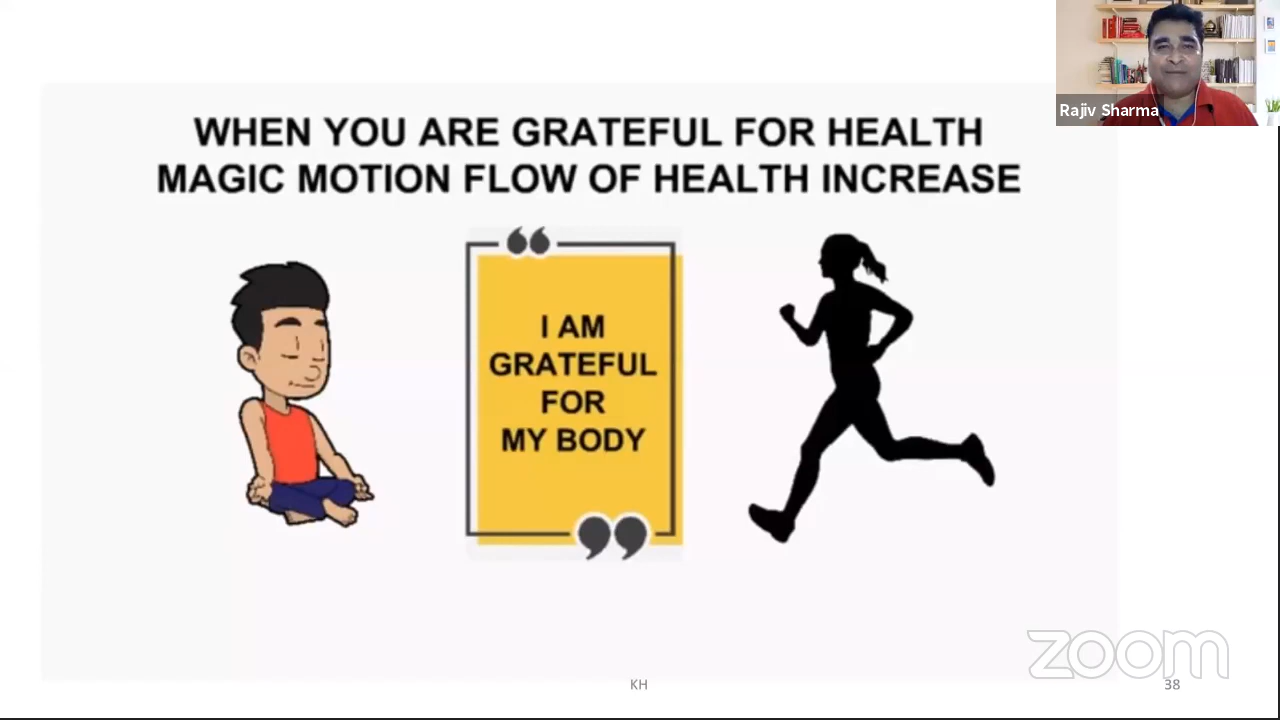 Rajiv Sharma
WHEN YOU ARE GRATEFUL FOR HEALTH
MAGIC MOTION FLOW OF HEALTH INCREASE
I AM
GRATEFUL
FOR
MY BODY
zoom
KH
38